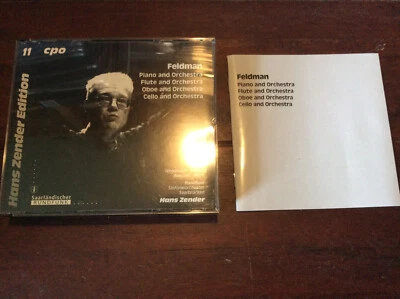 11 cpo
Hans Zender Edition
Feldman
Piano and Orchestra
Flute and Orchestra
Oboe and Orchestra
Cello and Orchestra
Saarbrücken
Hans Zender
Saarländischer
RUNDFUNK
Feldman
Piano and Orchestra
Flute and Orchestra
Oboe and Orchestra
Cello and Orchestra